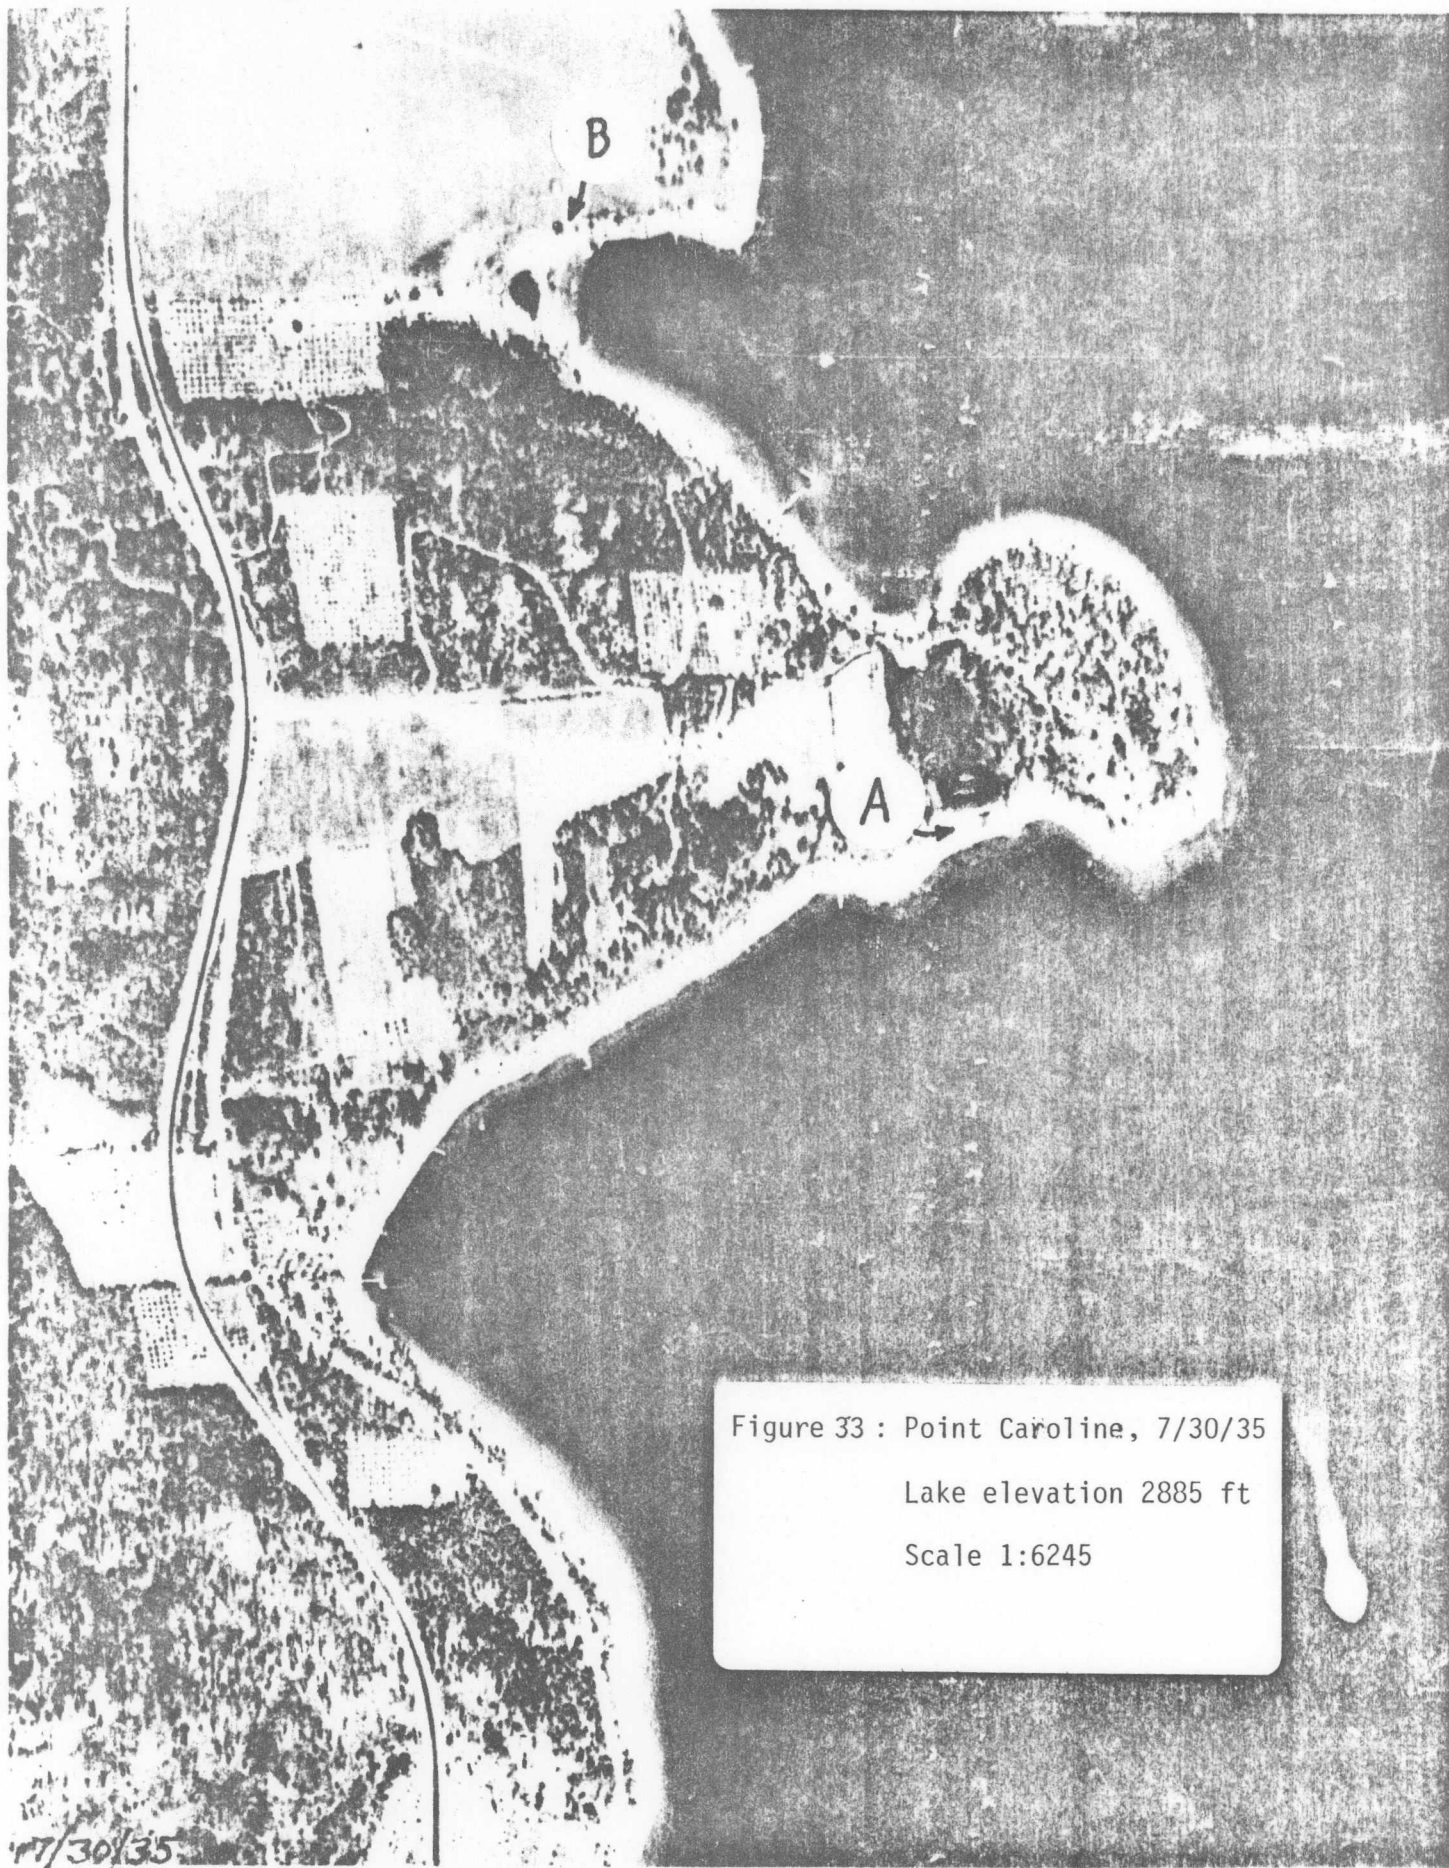 B
A
Figure 33 : Point Caroline, 7/30/35
Lake elevation 2885 ft
Scale 1:6245
7/30/35